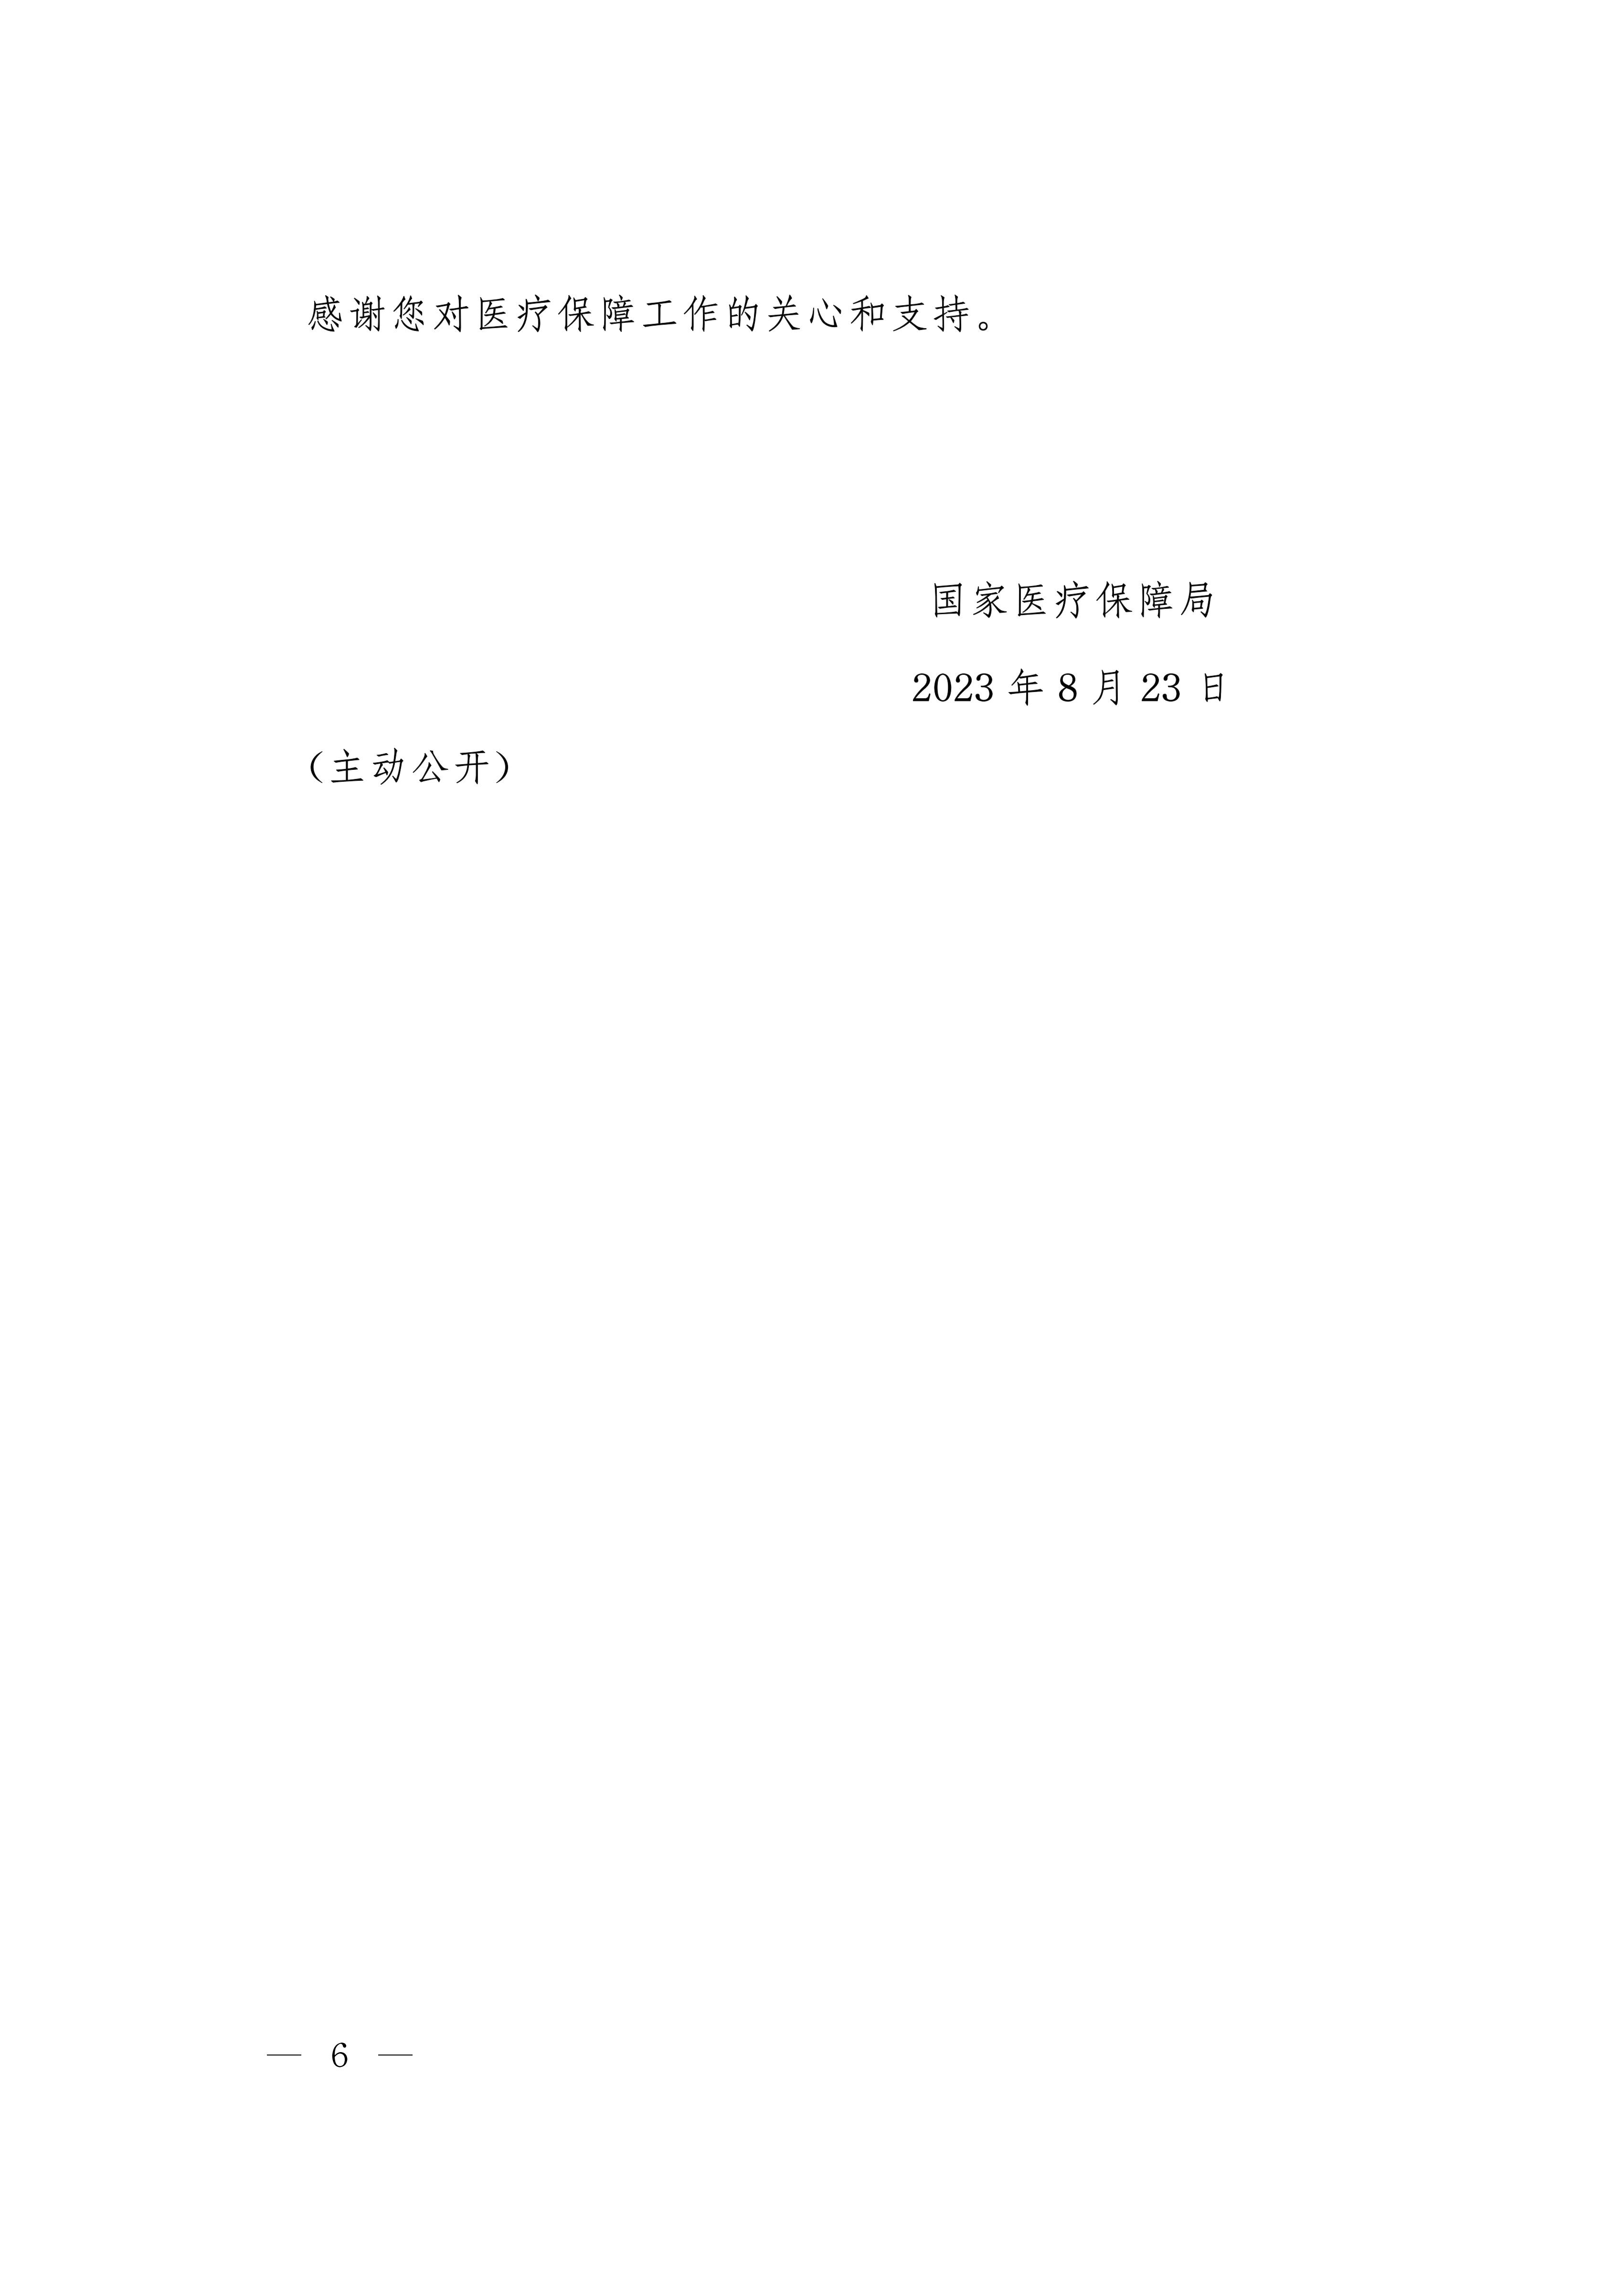 感谢您对医疗保障工作的关心和支持。
国家医疗保障局
2023 年 8 月 23 日
（主动公开）
— 6 —